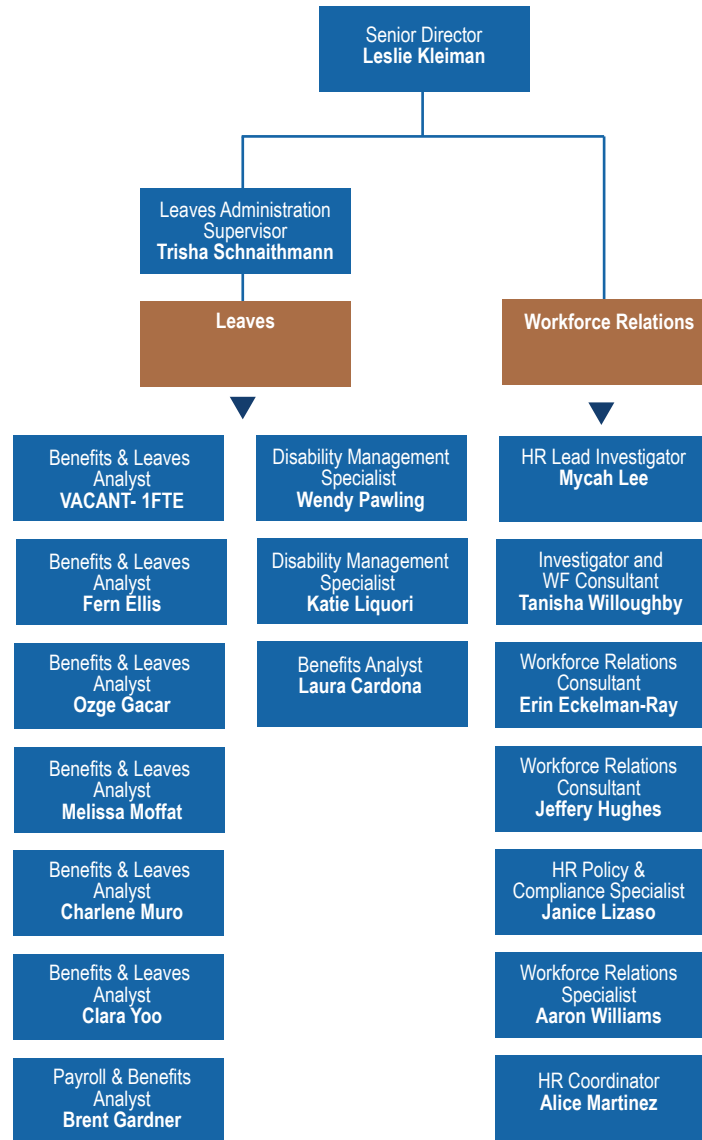 Senior Director
Leslie Kleiman
Leaves Administration
Supervisor
Trisha Schnaithmann
Leaves
Workforce Relations
Benefits & Leaves
Analyst
VACANT- 1FTE
Benefits & Leaves
Analyst
Fern Ellis
Benefits & Leaves
Analyst
Ozge Gacar
Benefits & Leaves
Analyst
Melissa Moffat
Benefits & Leaves
Analyst
Charlene Muro
Benefits & Leaves
Analyst
Clara Yoo
Payroll & Benefits
Analyst
Brent Gardner
Disability Management
Specialist
Wendy Pawling
Disability Management
Specialist
Katie Liquori
Benefits Analyst
Laura Cardona
HR Lead Investigator
Mycah Lee
Investigator and
WF Consultant
Tanisha Willoughby
Workforce Relations
Consultant
Erin Eckelman-Ray
Workforce Relations
Consultant
Jeffery Hughes
HR Policy &
Compliance Specialist
Janice Lizaso
Workforce Relations
Specialist
Aaron Williams
HR Coordinator
Alice Martinez